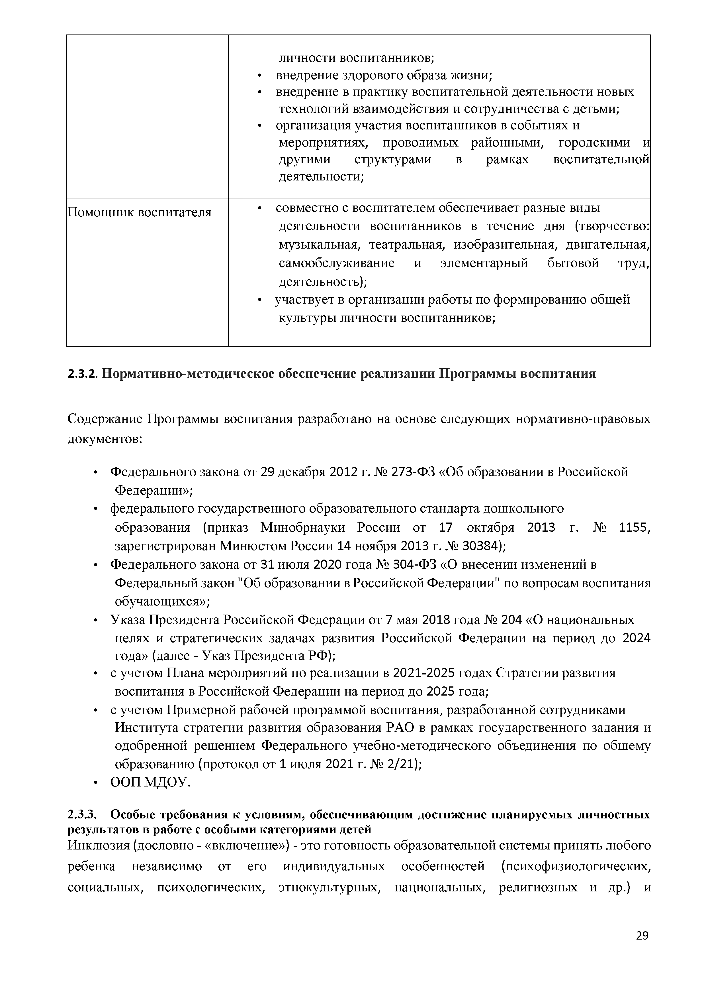 личности воспитанников;
• внедрение здорового образа жизни;
• внедрение в практику воспитательной деятельности новых
технологий взаимодействия и сотрудничества с детьми;
• организация участия воспитанников в событиях и
мероприятиях, проводимых районными, городскими и
другими структурами в рамках воспитательной
деятельности;
Помощник воспитателя
• совместно с воспитателем обеспечивает разные виды
деятельности воспитанников в течение дня (творчество:
музыкальная, театральная, изобразительная, двигательная,
самообслуживание и элементарный бытовой труд,
деятельность);
• участвует в организации работы по формированию общей
культуры личности воспитанников;
2.3.2. Нормативно-методическое обеспечение реализации Программы воспитания
Содержание Программы воспитания разработано на основе следующих нормативно-правовых
документов:
• Федерального закона от 29 декабря 2012 г. № 273-ФЗ «Об образовании в Российской
Федерации»;
• федерального государственного образовательного стандарта дошкольного
образования (приказ Минобрнауки России от 17 октября 2013 г. № 1155,
зарегистрирован Минюстом России 14 ноября 2013 г. № 30384);
• Федерального закона от 31 июля 2020 года № 304-ФЗ «О внесении изменений в
Федеральный закон "Об образовании в Российской Федерации" по вопросам воспитания
обучающихся»;
• Указа Президента Российской Федерации от 7 мая 2018 года № 204 «О национальных
целях и стратегических задачах развития Российской Федерации на период до 2024
года» (далее - Указ Президента РФ);
• с учетом Плана мероприятий по реализации в 2021-2025 годах Стратегии развития
воспитания в Российской Федерации на период до 2025 года;
• с учетом Примерной рабочей программой воспитания, разработанной сотрудниками
Института стратегии развития образования РАО в рамках государственного задания и
одобренной решением Федерального учебно-методического объединения по общему
образованию (протокол от 1 июля 2021 г. № 2/21);
• ООП МДОУ.
2.3.3. Особые требования к условиям, обеспечивающим достижение планируемых личностных
результатов в работе с особыми категориями детей
Инклюзия (дословно - «включение») - это готовность образовательной системы принять любого
ребенка независимо от его индивидуальных особенностей (психофизиологических,
социальных, психологических, этнокультурных, национальных, религиозных и др.) и
29